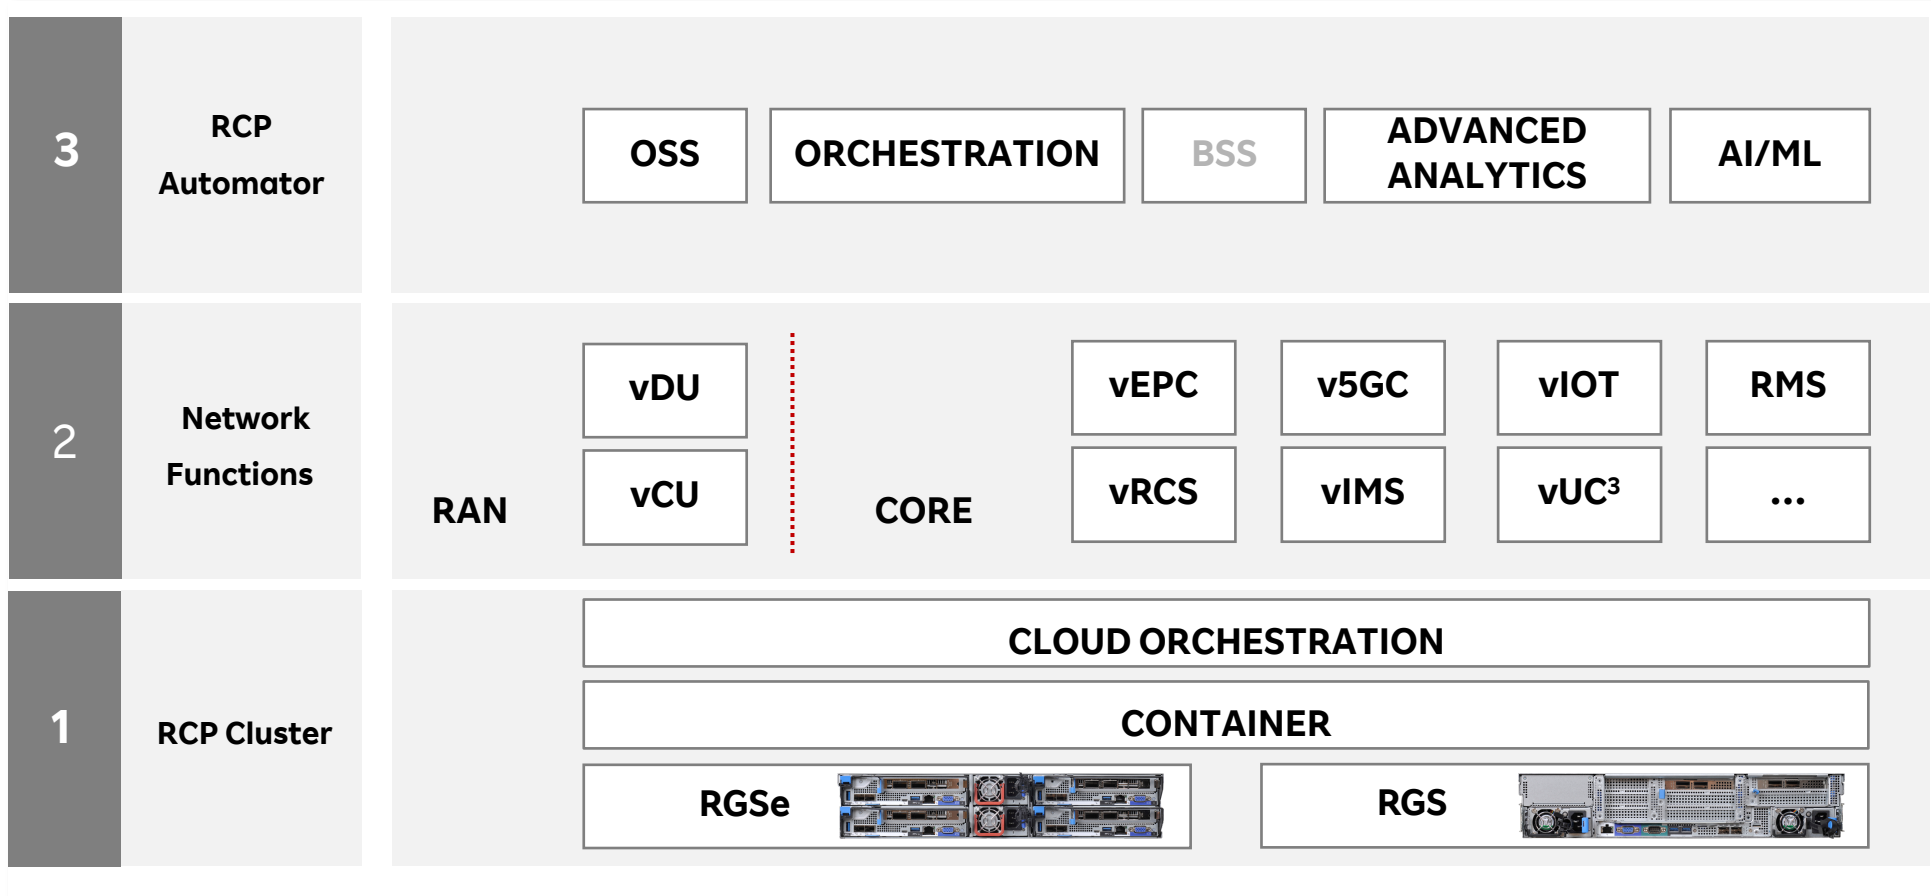 3
RCP
Automator
OSS
ORCHESTRATION
BSS
ADVANCED
ANALYTICS
AI/ML
2
Network
Functions
RAN
vDU
vCU
CORE
vEPC
v5GC
vIOT
RMS
vRCS
vIMS
vUC³
...
1
RCP Cluster
CLOUD ORCHESTRATION
CONTAINER
RGSe
RGS